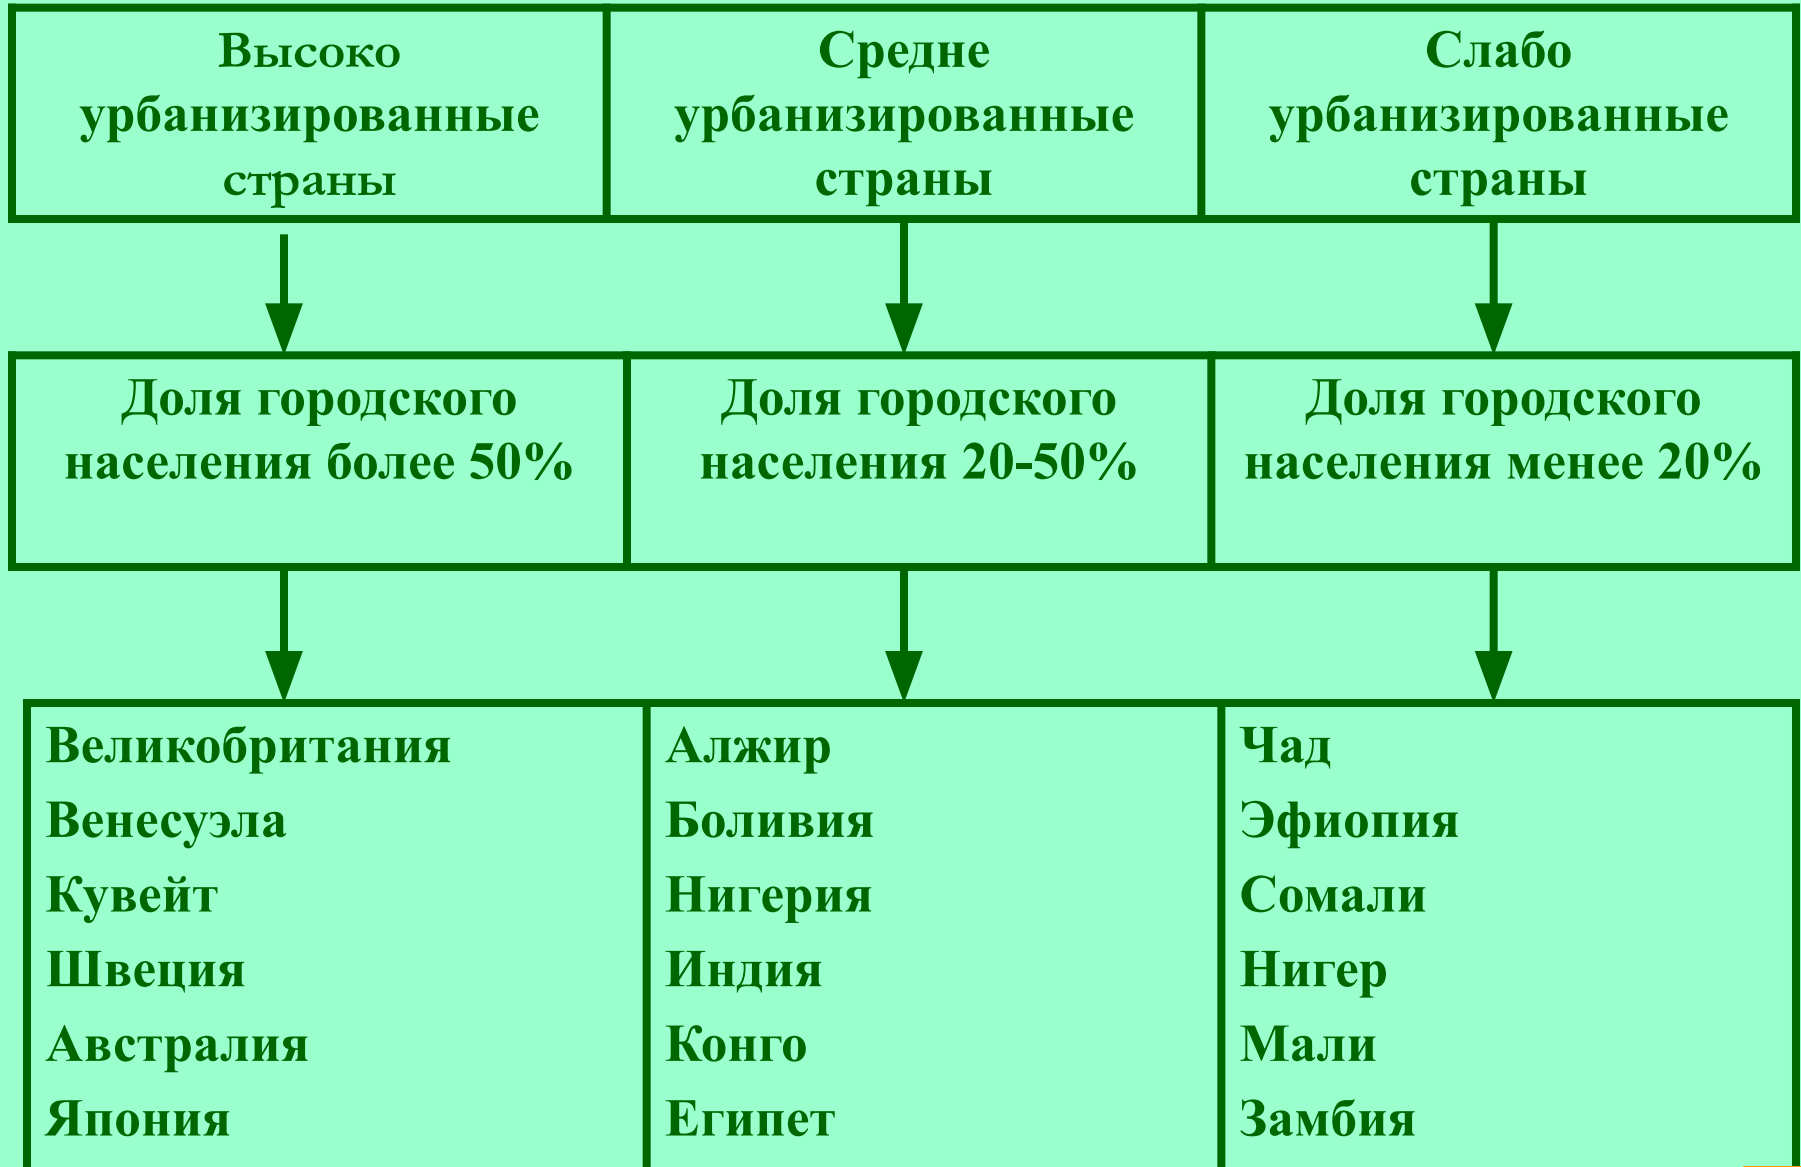 Высоко
урбанизированные
страны
Средне
урбанизированные
страны
Слабо
урбанизированные
страны
Доля городского
населения более 50%
Доля городского
населения 20-50%
Доля городского
населения менее 20%
Великобритания
Венесуэла
Кувейт
Швеция
Австралия
Япония
Алжир
Боливия
Нигерия
Индия
Конго
Египет
Чад
Эфиопия
Сомали
Нигер
Мали
Замбия